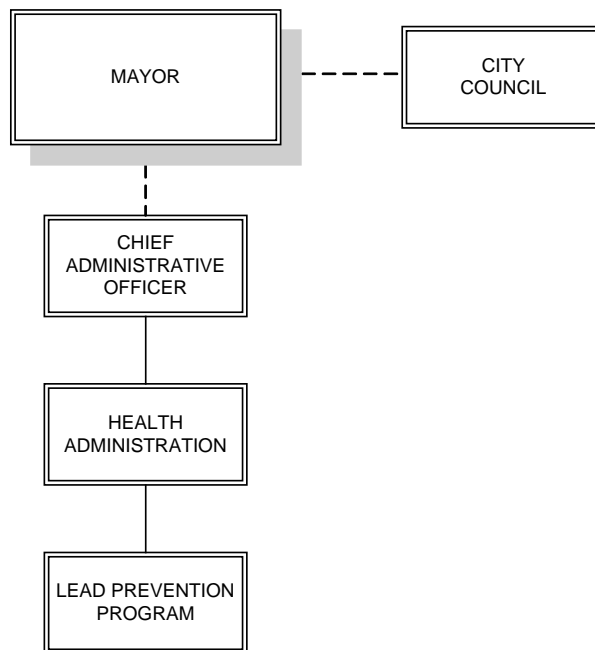 MAYOR
CITY
COUNCIL
CHIEF
ADMINISTRATIVE
OFFICER
HEALTH
ADMINISTRATION
LEAD PREVENTION
PROGRAM